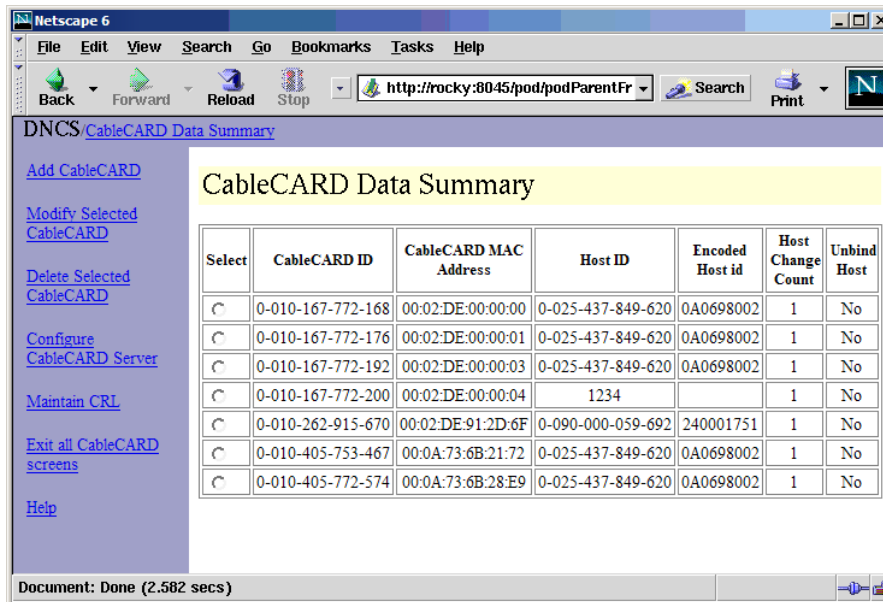 Netscape 6
File Edit View Search Go Bookmarks Tasks Help
Back Forward Reload Stop http://rocky:8045/pod/podParentFr Search Print N
DNCS/CableCARD Data Summary
Add CableCARD
Modify Selected
CableCARD
Delete Selected
CableCARD
Configure
CableCARD Server
Maintain CRL
Exit all CableCARD
screens
Help
CableCARD Data Summary
Select CableCARD ID CableCARD MAC Address Host ID Encoded Host id Host Change Count Unbind Host
0-010-167-772-168 00:02:DE:00:00:00 0-025-437-849-620 0A0698002 1 No
0-010-167-772-176 00:02:DE:00:00:01 0-025-437-849-620 0A0698002 1 No
0-010-167-772-192 00:02:DE:00:00:03 0-025-437-849-620 0A0698002 1 No
0-010-167-772-200 00:02:DE:00:00:04 1234 1 No
0-010-262-915-670 00:02:DE:91:2D:6F 0-090-000-059-692 240001751 1 No
0-010-405-753-467 00:0A:73:6B:21:72 0-025-437-849-620 0A0698002 1 No
0-010-405-772-574 00:0A:73:6B:28:E9 0-025-437-849-620 0A0698002 1 No
Document: Done (2.582 secs)